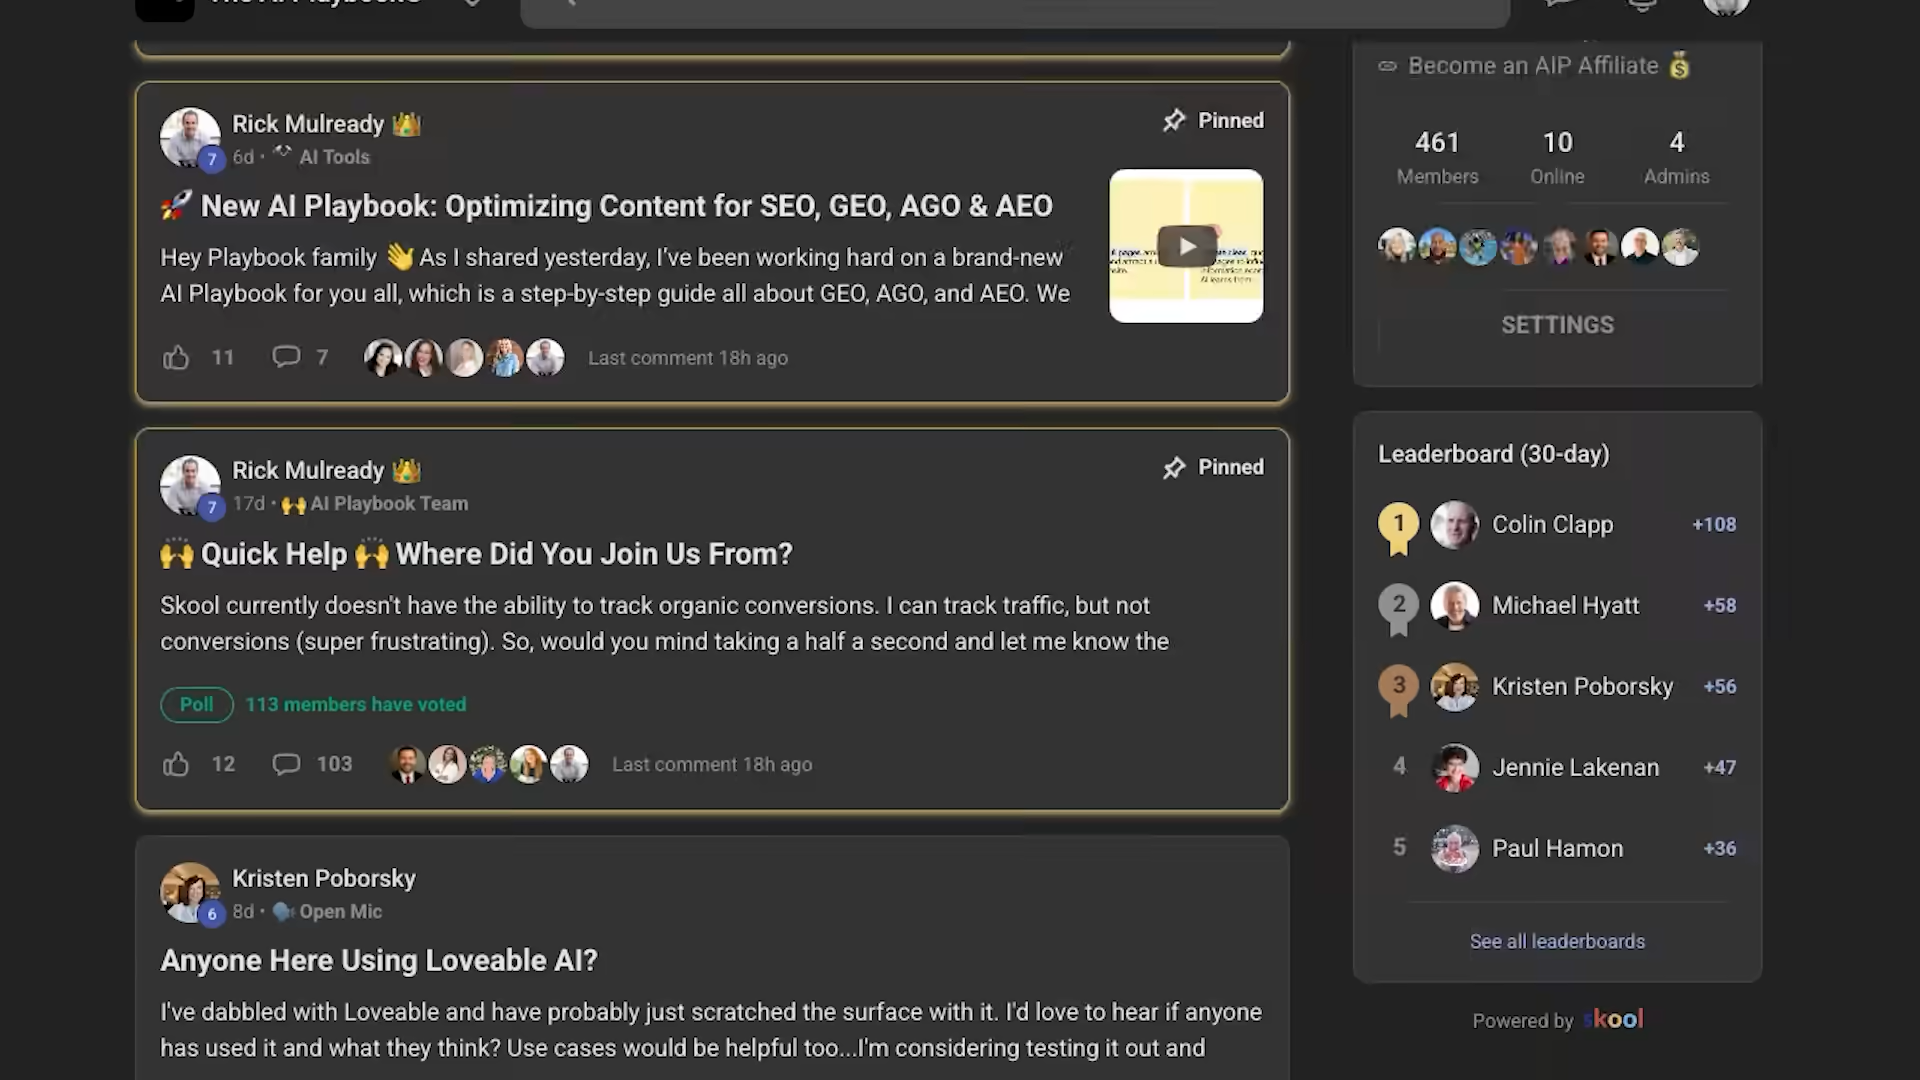 Rick Mulready
Pinned
7
6d · AI Tools
New AI Playbook: Optimizing Content for SEO, GEO, AGO & AEO
Hey Playbook family 👋 As I shared yesterday, I've been working hard on a brand-new
AI Playbook for you all, which is a step-by-step guide all about GEO, AGO, and AEO. We
11
7
Last comment 18h ago
Rick Mulready
Pinned
7
17d · AI Playbook Team
🙌 Quick Help 🙌 Where Did You Join Us From?
Skool currently doesn't have the ability to track organic conversions. I can track traffic, but not
conversions (super frustrating). So, would you mind taking a half a second and let me know the
Poll 113 members have voted
12
103
Last comment 18h ago
Kristen Poborsky
6
8d · Open Mic
Anyone Here Using Loveable AI?
I've dabbled with Loveable and have probably just scratched the surface with it. I'd love to hear if anyone
has used it and what they think? Use cases would be helpful too...I'm considering testing it out and
Become an AIP Affiliate
461 10 4
Members Online Admins
SETTINGS
Leaderboard (30-day)
1 Colin Clapp +108
2 Michael Hyatt +58
3 Kristen Poborsky +56
4 Jennie Lakenan +47
5 Paul Hamon +36
See all leaderboards
Powered by skool